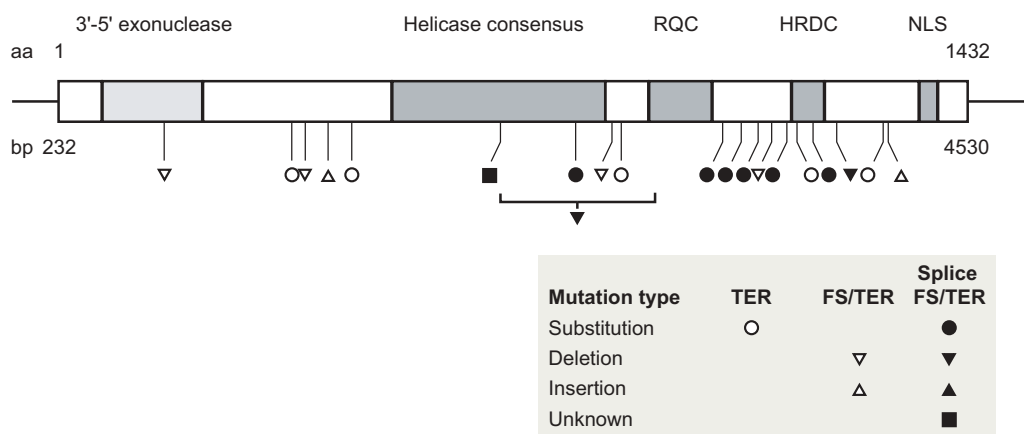 3'-5' exonuclease Helicase consensus RQC HRDC NLS
aa 1 1432
bp 232 4530
Splice
Mutation type TER FS/TER FS/TER
Substitution
Deletion
Insertion
Unknown